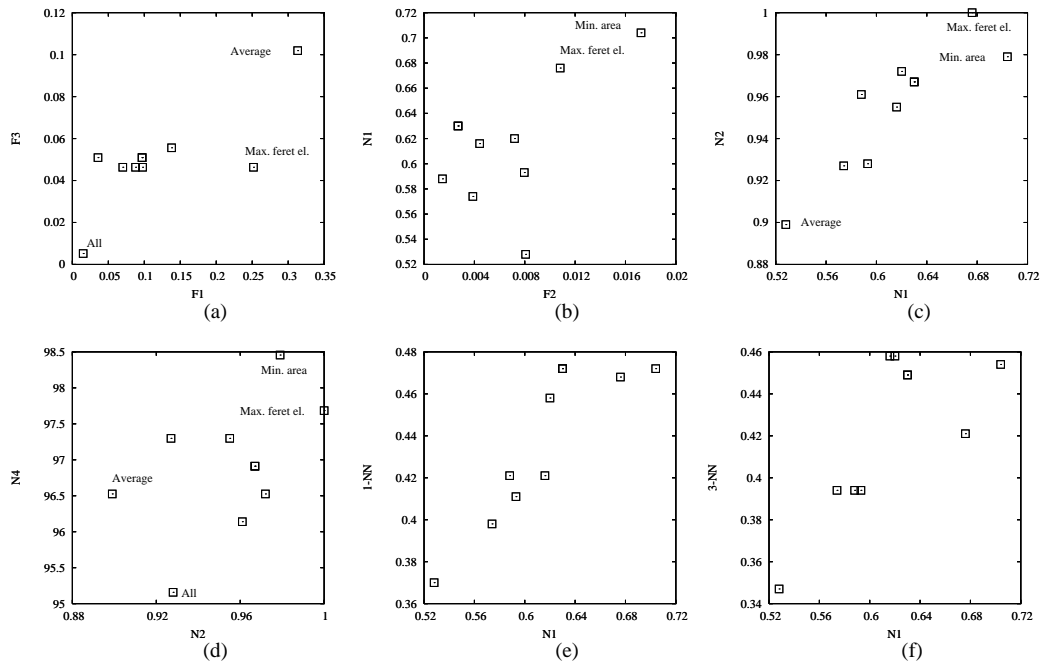 0.12
0.1
0.08
0.06
0.04
0.02
0
F3
Average
Max. feret el.
All
0 0.05 0.1 0.15 0.2 0.25 0.3 0.35
F1
(a)
0.72
0.7
0.68
0.66
0.64
0.62
0.6
0.58
0.56
0.54
0.52
N1
Min. area
Max. feret el.
0 0.004 0.008 0.012 0.016 0.02
F2
(b)
1
0.98
0.96
0.94
0.92
0.9
0.88
N2
Max. feret el.
Min. area
Average
0.52 0.56 0.6 0.64 0.68 0.72
N1
(c)
98.5
98
97.5
97
96.5
96
95.5
95
N4
Min. area
Max. feret el.
Average
All
0.88 0.92 0.96 1
N2
(d)
0.48
0.46
0.44
0.42
0.4
0.38
0.36
1-NN
0.52 0.56 0.6 0.64 0.68 0.72
N1
(e)
0.46
0.44
0.42
0.4
0.38
0.36
0.34
3-NN
0.52 0.56 0.6 0.64 0.68 0.72
N1
(f)